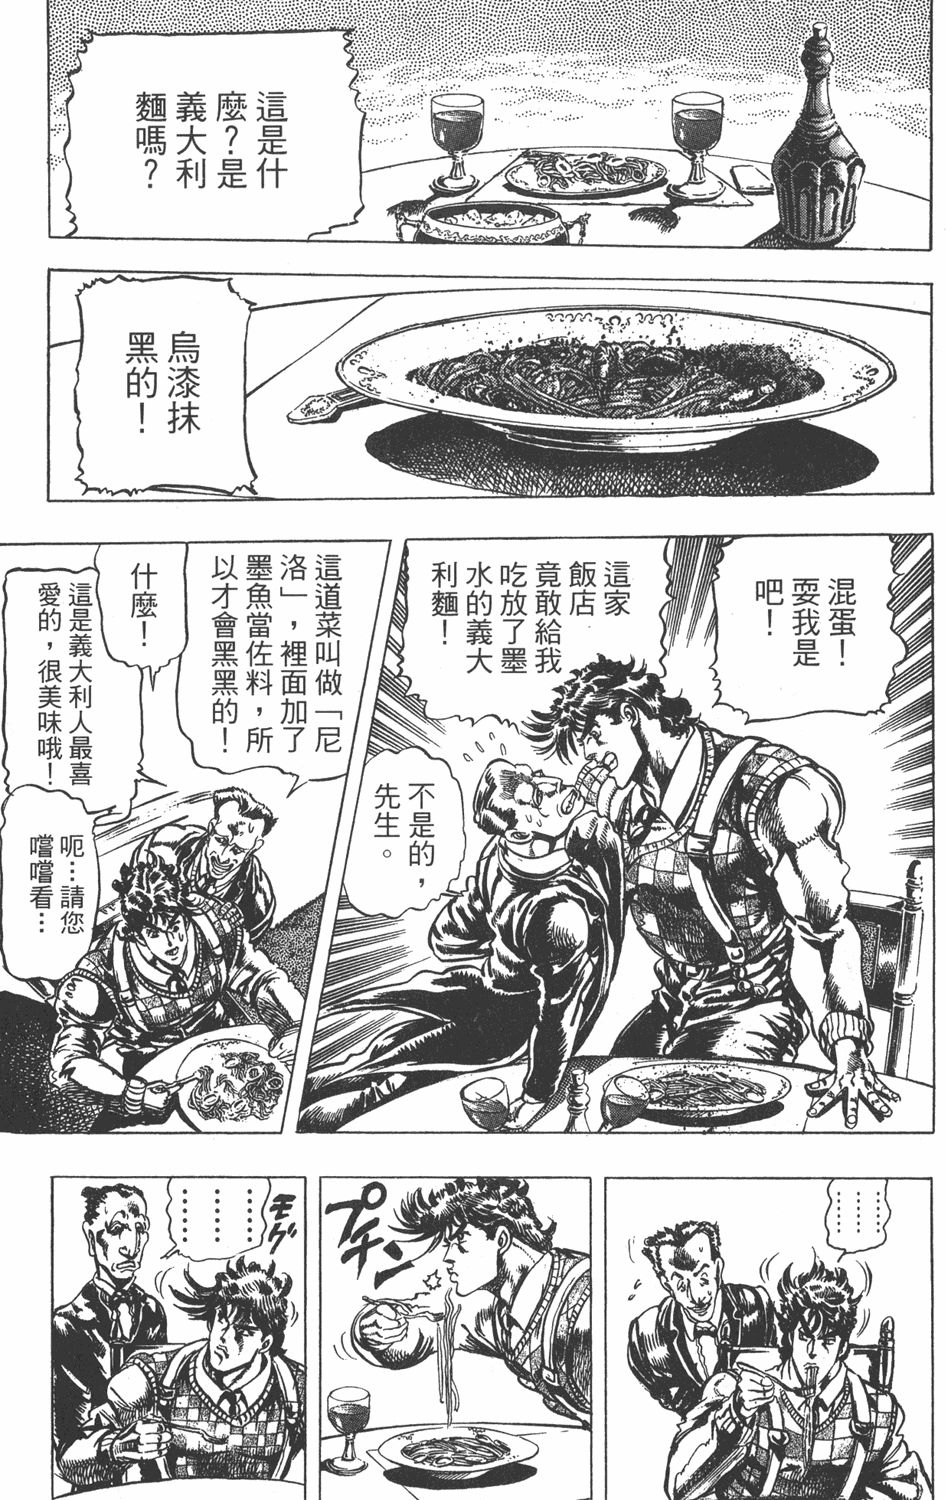 這是什
麼？是
義大利
麵嗎？
烏漆抹
黑的！
混蛋！
耍我是
吧！
這家
飯店
竟敢給我
吃放了墨
水的義大
利麵！
不是的，
先生。
這道菜叫做「尼
洛」，裡面加了
墨魚當佐料，所
以才會黑黑的！
什麼！
這是義大利人最喜
愛的，很美味哦！
呃…請您
嚐嚐看…
………
………
プチン
………
………
………
モグ